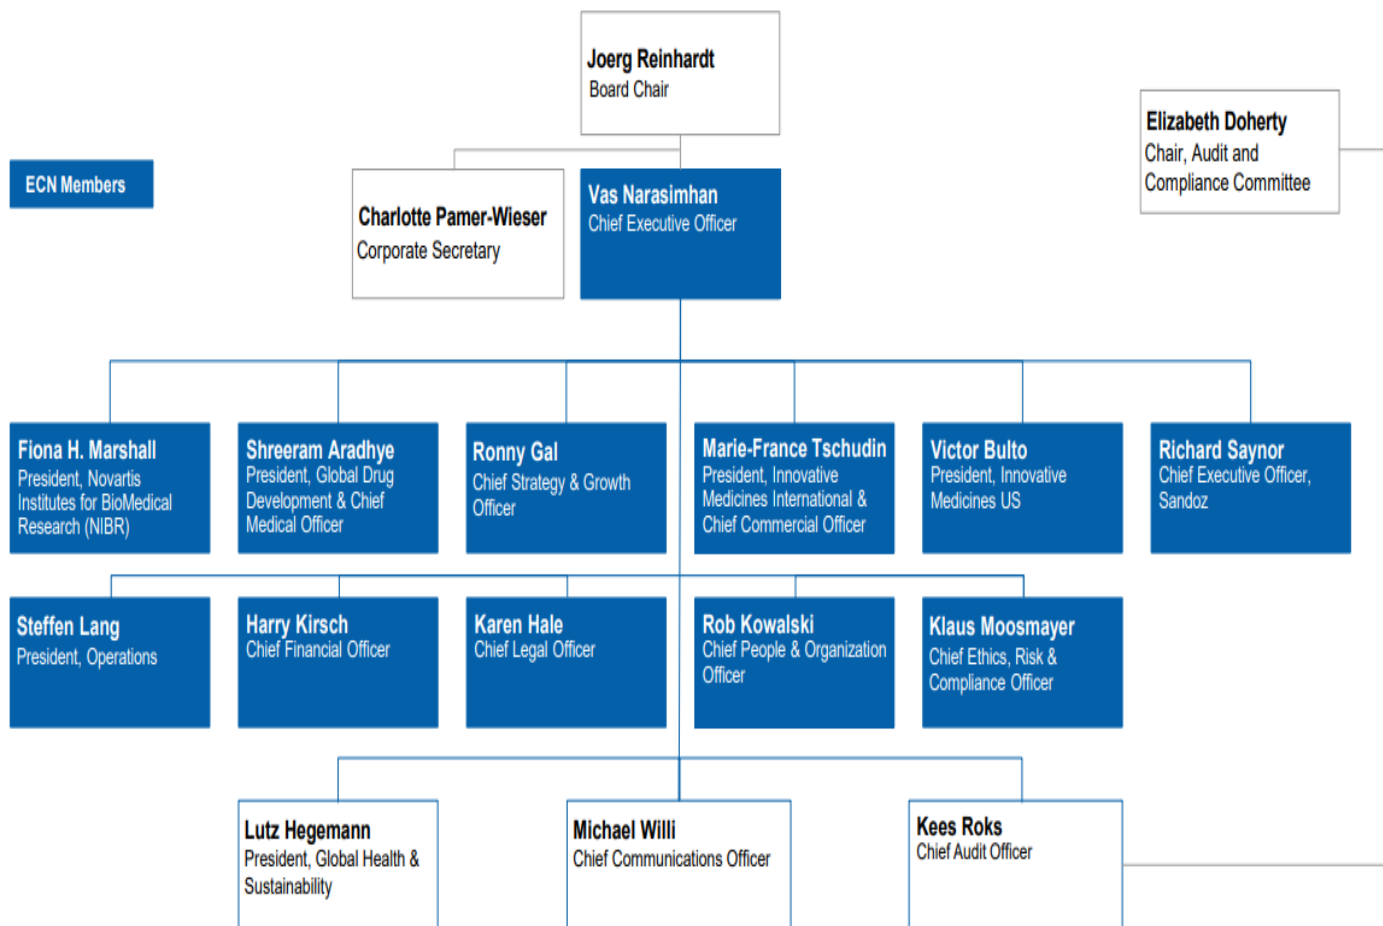 Joerg Reinhardt
Board Chair
Elizabeth Doherty
Chair, Audit and
Compliance Committee
ECN Members
Charlotte Pamer-Wieser
Corporate Secretary
Vas Narasimhan
Chief Executive Officer
Fiona H. Marshall
President, Novartis
Institutes for BioMedical
Research (NIBR)
Shreeram Aradhye
President, Global Drug
Development & Chief
Medical Officer
Ronny Gal
Chief Strategy & Growth
Officer
Marie-France Tschudin
President, Innovative
Medicines International &
Chief Commercial Officer
Victor Bulto
President, Innovative
Medicines US
Richard Saynor
Chief Executive Officer,
Sandoz
Steffen Lang
President, Operations
Harry Kirsch
Chief Financial Officer
Karen Hale
Chief Legal Officer
Rob Kowalski
Chief People & Organization
Officer
Klaus Moosmayer
Chief Ethics, Risk &
Compliance Officer
Lutz Hegemann
President, Global Health &
Sustainability
Michael Willi
Chief Communications Officer
Kees Roks
Chief Audit Officer